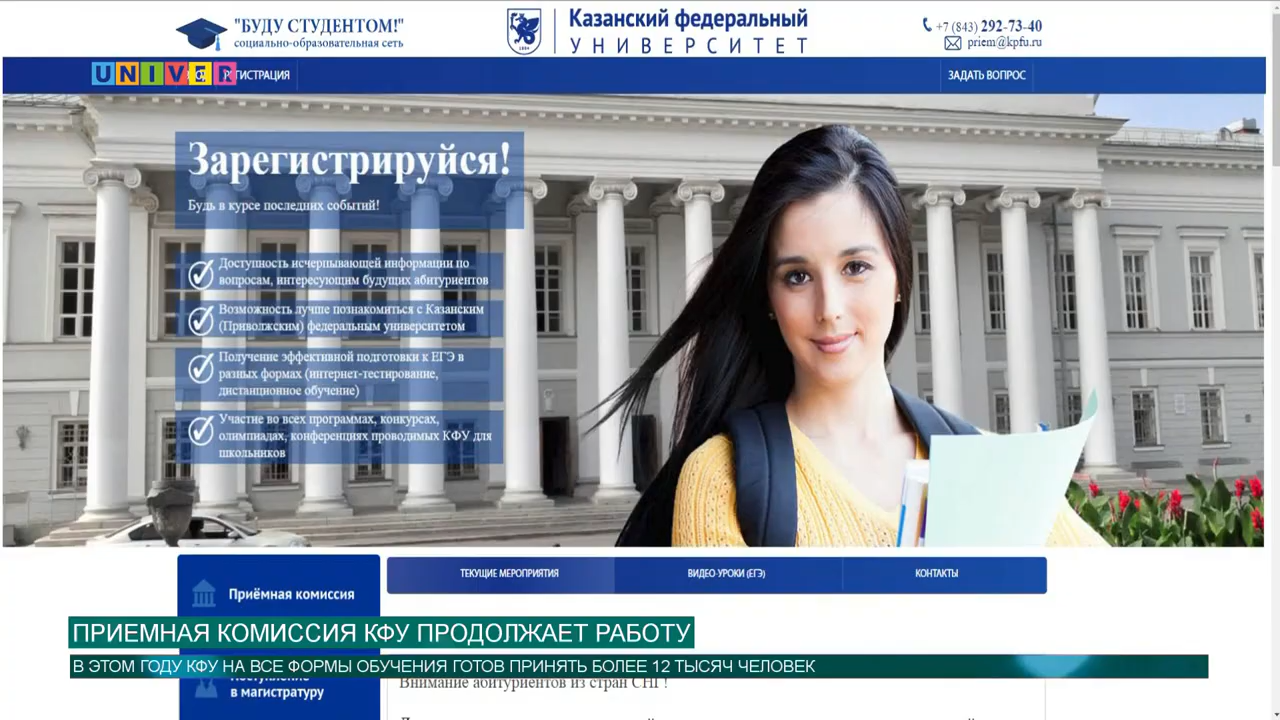 "БУДУ СТУДЕНТОМ!"
социально-образовательная сеть
1804
Казанский федеральный
УНИВЕРСИТЕТ
+7 (843) 292-73-40
priem@kpfu.ru
UNIVER
ЗАДАТЬ ВОПРОС
Зарегистрируйся!
Будь в курсе последних событий!
Доступность исчерпывающей информации по
вопросам, интересующим будущих абитуриентов
Возможность лучше познакомиться с Казанским
(Приволжским) федеральным университетом
Получение эффективной подготовки к ЕГЭ в
разных формах (интернет-тестирование,
дистанционное обучение)
Участие во всех программах, конкурсах,
олимпиадах, конференциях проводимых КФУ для
школьников
Приёмная комиссия
ТЕКУЩИЕ МЕРОПРИЯТИЯ
ВИДЕО-УРОКИ (ЕГЭ)
КОНТАКТЫ
ПРИЕМНАЯ КОМИССИЯ КФУ ПРОДОЛЖАЕТ РАБОТУ
В ЭТОМ ГОДУ КФУ НА ВСЕ ФОРМЫ ОБУЧЕНИЯ ГОТОВ ПРИНЯТЬ БОЛЕЕ 12 ТЫСЯЧ ЧЕЛОВЕК
в магистратуру
Внимание абитуриентов из стран СНГ!